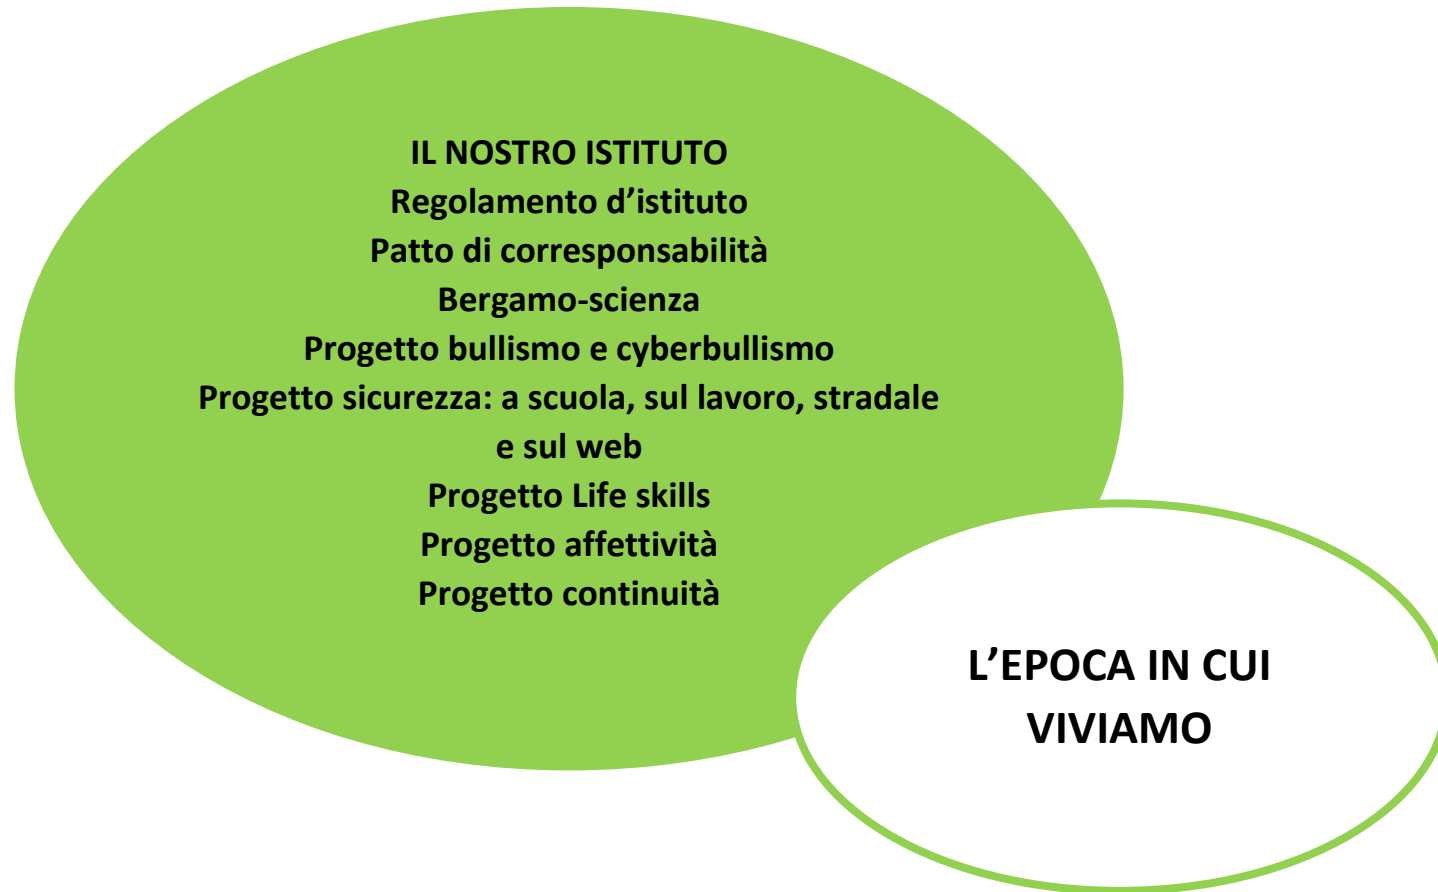 IL NOSTRO ISTITUTO
Regolamento d’istituto
Patto di corresponsabilità
Bergamo-scienza
Progetto bullismo e cyberbullismo
Progetto sicurezza: a scuola, sul lavoro, stradale
e sul web
Progetto Life skills
Progetto affettività
Progetto continuità
L’EPOCA IN CUI
VIVIAMO